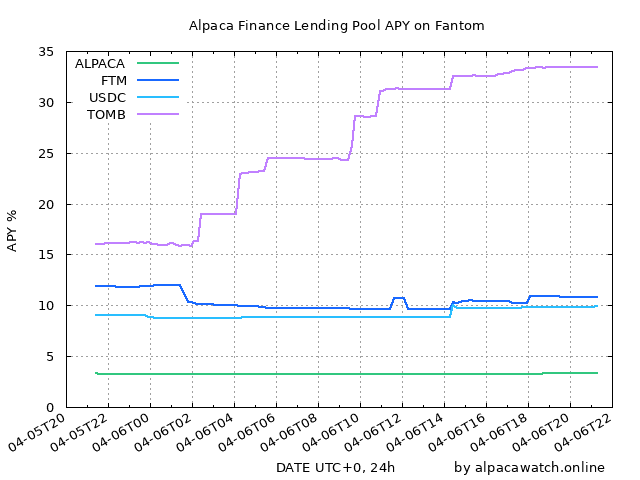 Alpaca Finance Lending Pool APY on Fantom
APY %
35
30
25
20
15
10
5
0
ALPACA
FTM
USDC
TOMB
04-05T20
04-05T22
04-06T00
04-06T02
04-06T04
04-06T06
04-06T08
04-06T10
04-06T12
04-06T14
04-06T16
04-06T18
04-06T20
04-06T22
DATE UTC+0, 24h
by alpacawatch.online